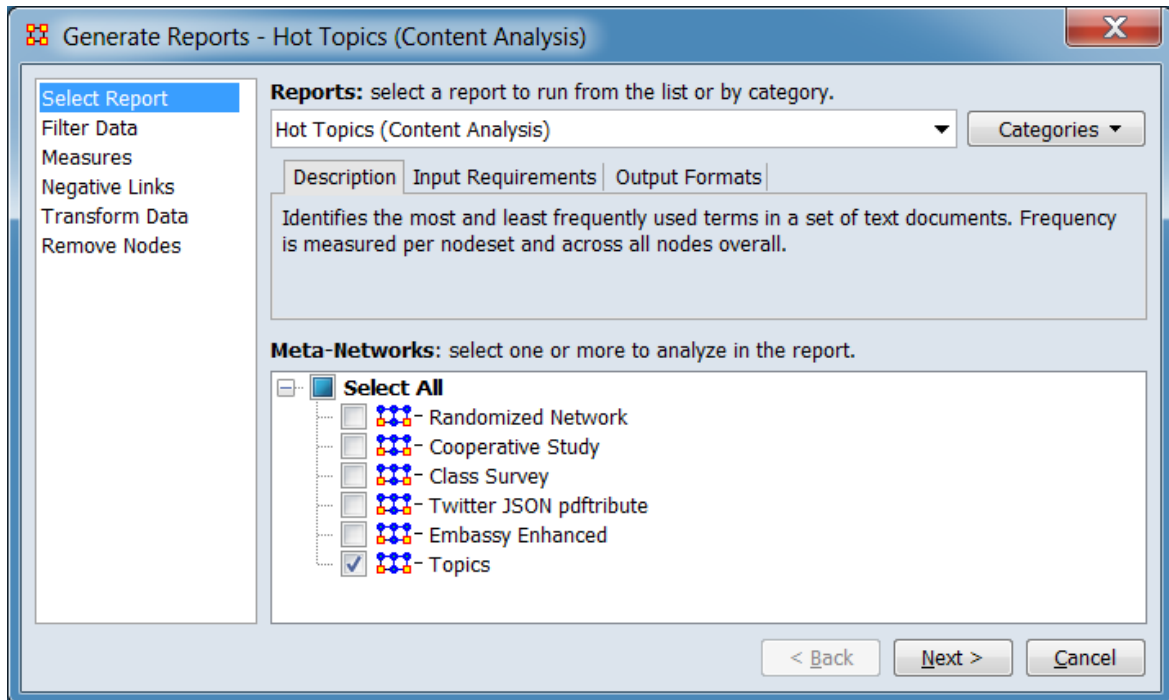 Generate Reports - Hot Topics (Content Analysis)
X
Select Report
Filter Data
Measures
Negative Links
Transform Data
Remove Nodes
Reports: select a report to run from the list or by category.
Hot Topics (Content Analysis)
Categories
Description Input Requirements Output Formats
Identifies the most and least frequently used terms in a set of text documents. Frequency
is measured per nodeset and across all nodes overall.
Meta-Networks: select one or more to analyze in the report.
Select All
Randomized Network
Cooperative Study
Class Survey
Twitter JSON pdftribute
Embassy Enhanced
Topics
< Back Next > Cancel